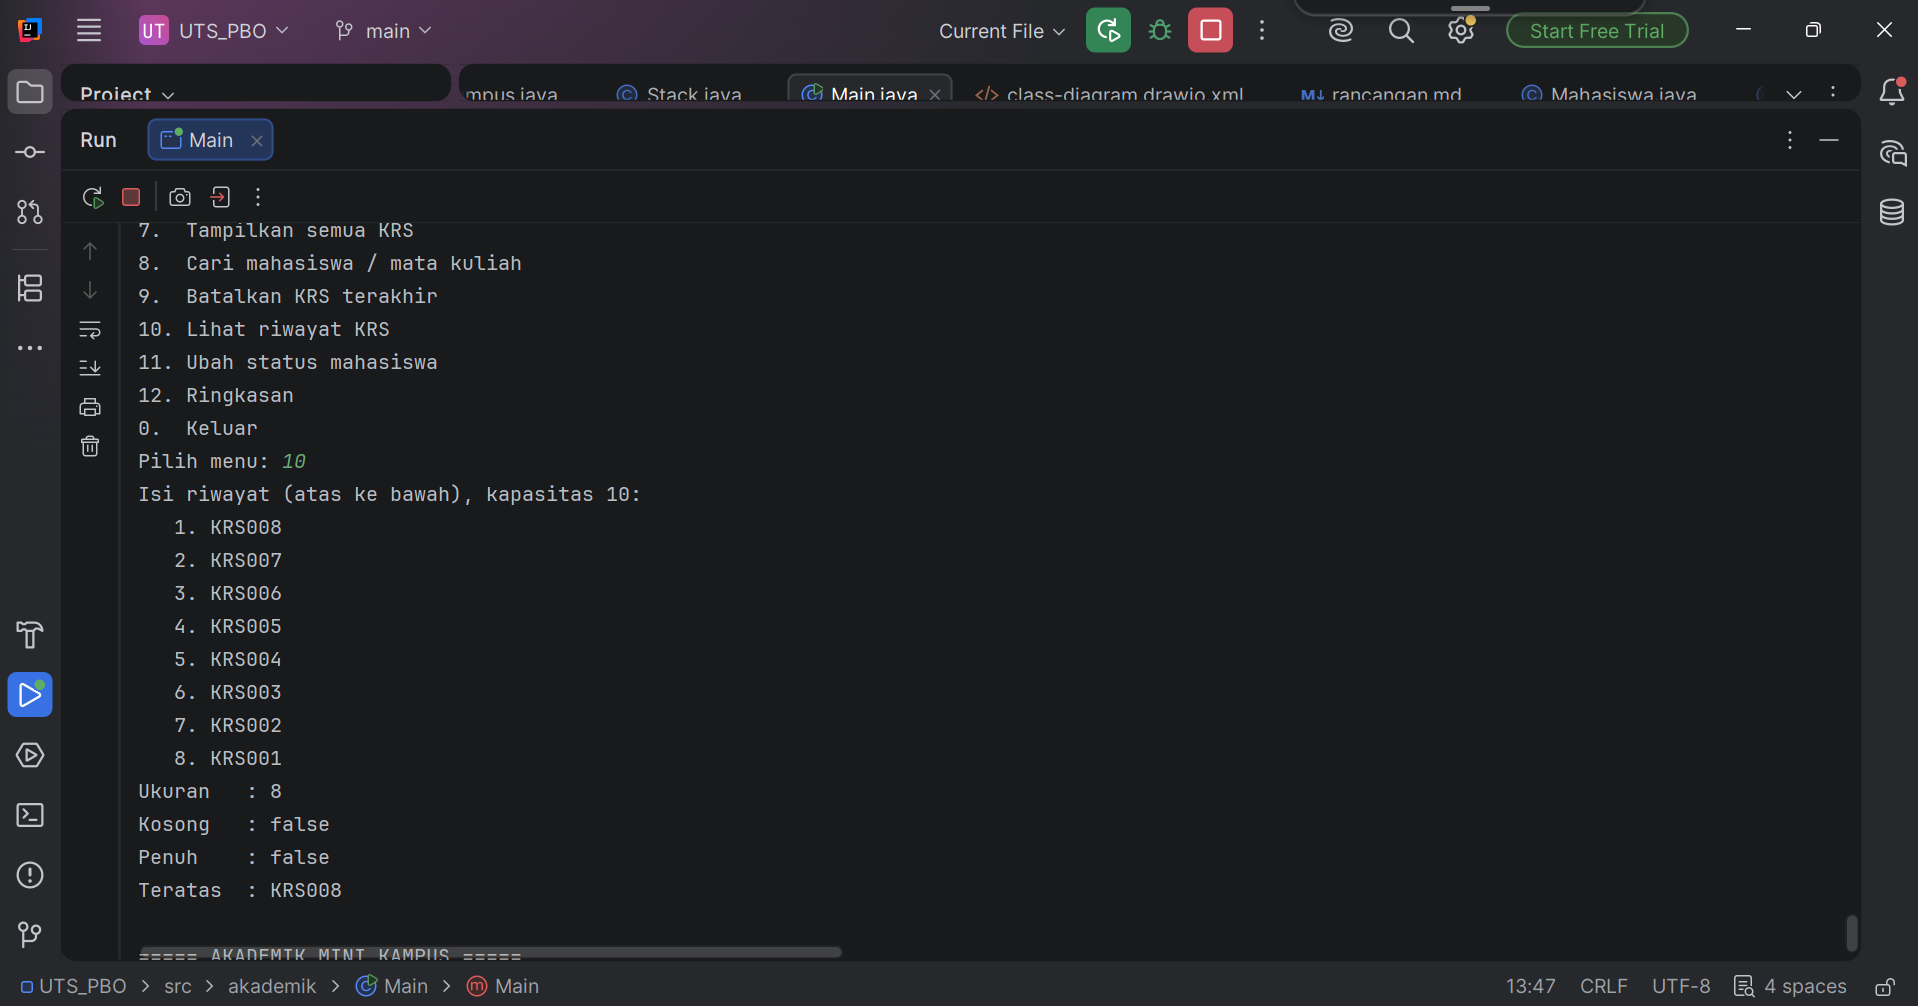 UT UTS_PBO main Current File Start Free Trial
Project mpus.java Stack.java Main.java class-diagram.drawio.xml rancangan.md Mahasiswa.java
Run Main
7.  Tampilkan semua KRS
8.  Cari mahasiswa / mata kuliah
9.  Batalkan KRS terakhir
10. Lihat riwayat KRS
11. Ubah status mahasiswa
12. Ringkasan
0.  Keluar
Pilih menu: 10
Isi riwayat (atas ke bawah), kapasitas 10:
1. KRS008
2. KRS007
3. KRS006
4. KRS005
5. KRS004
6. KRS003
7. KRS002
8. KRS001
Ukuran   : 8
Kosong   : false
Penuh    : false
Teratas  : KRS008
===== AKADEMIK MINI KAMPUS =====
UTS_PBO > src > akademik > Main > Main 13:47 CRLF UTF-8 4 spaces